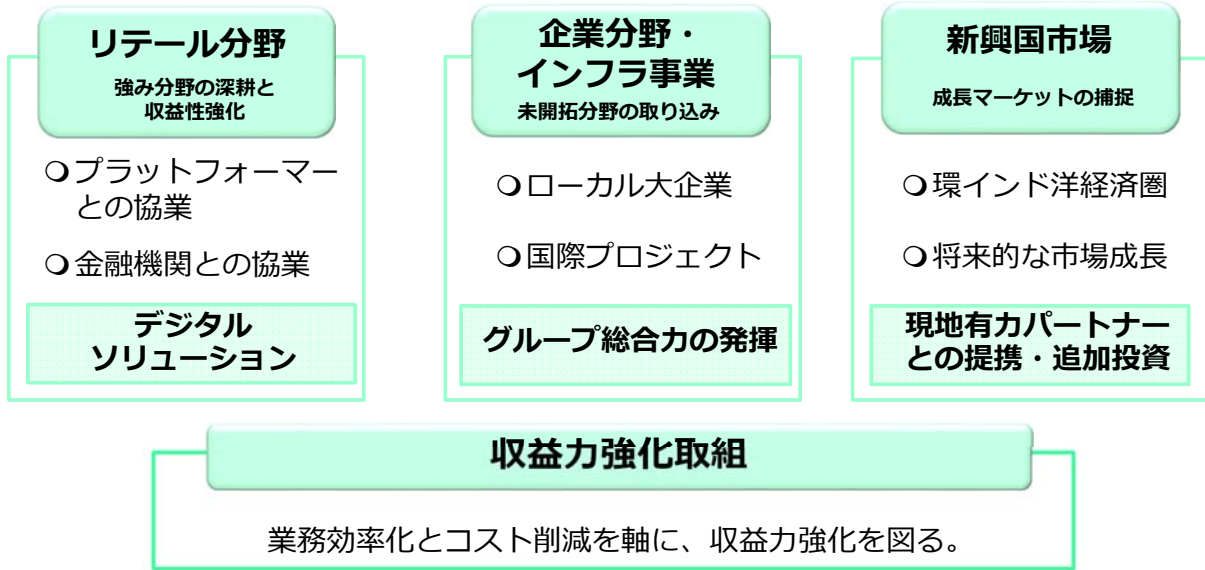 リテール分野
強み分野の深耕と
収益性強化
○プラットフォーマー
との協業
○金融機関との協業
デジタル
ソリューション
企業分野・
インフラ事業
未開拓分野の取り込み
○ローカル大企業
○国際プロジェクト
グループ総合力の発揮
新興国市場
成長マーケットの捕捉
○環インド洋経済圏
○将来的な市場成長
現地有力パートナー
との提携・追加投資
収益力強化取組
業務効率化とコスト削減を軸に、収益力強化を図る。